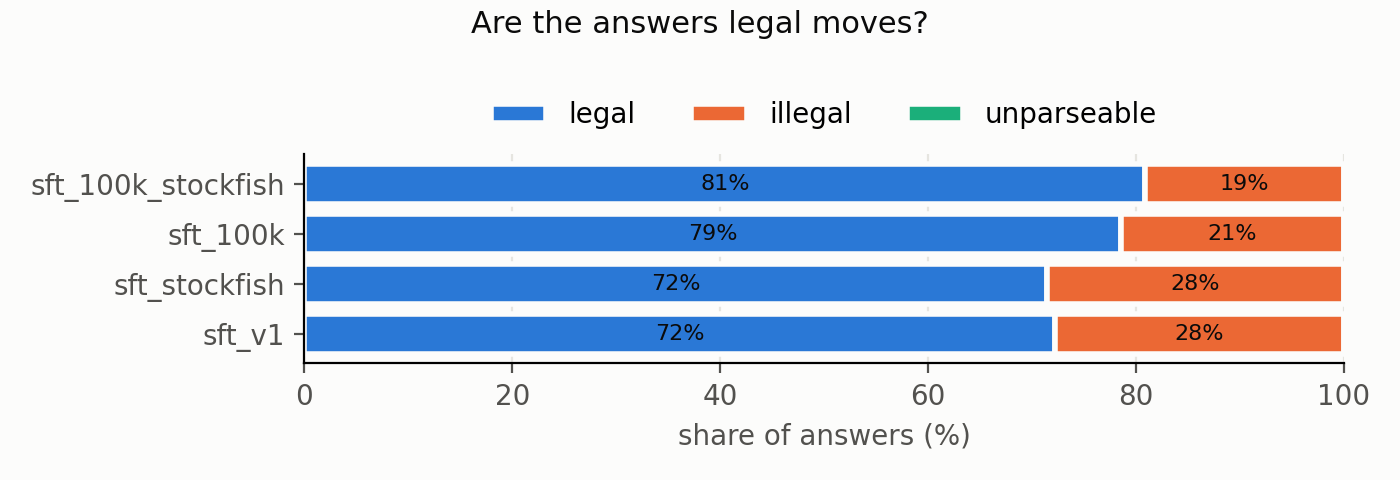 Are the answers legal moves?
legal illegal unparseable
sft_100k_stockfish 81% 19%
sft_100k 79% 21%
sft_stockfish 72% 28%
sft_v1 72% 28%
0 20 40 60 80 100
share of answers (%)